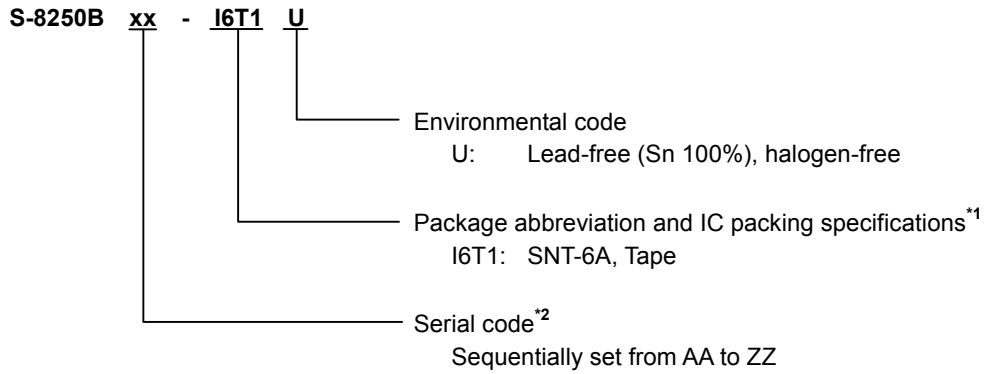 S-8250B xx - I6T1 U
Environmental code
U: Lead-free (Sn 100%), halogen-free
Package abbreviation and IC packing specifications*1
I6T1: SNT-6A, Tape
Serial code*2
Sequentially set from AA to ZZ